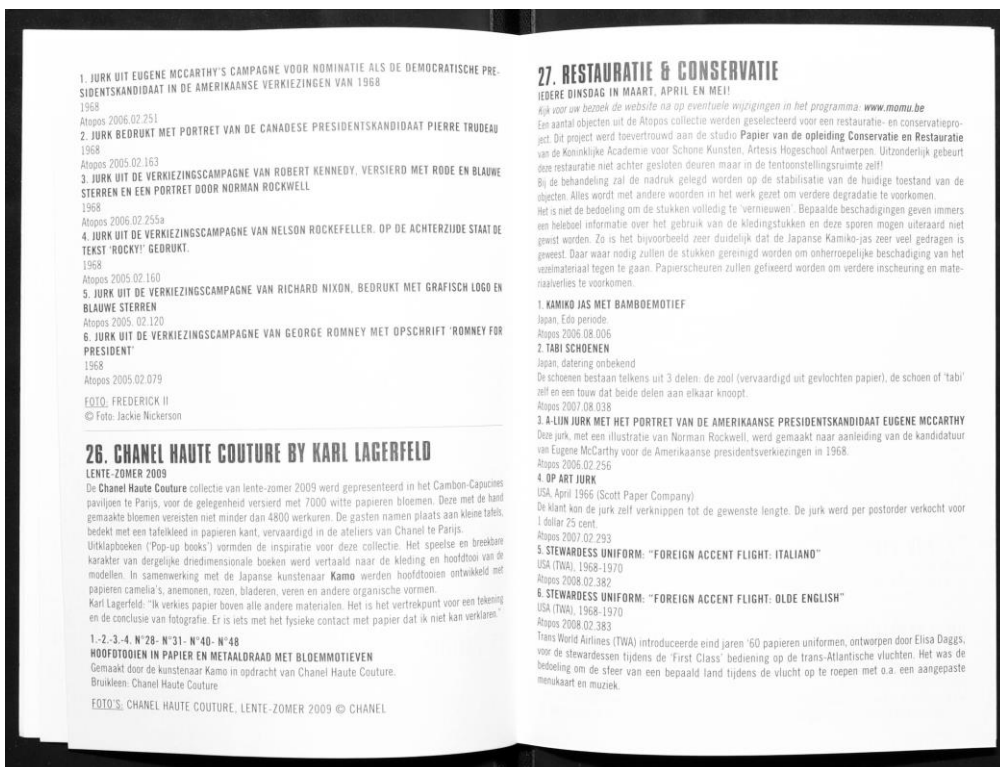 1. JURK UIT EUGENE MCCARTHY'S CAMPAGNE VOOR NOMINATIE ALS DE DEMOCRATISCHE PRE-
SIDENTSKANDIDAAT IN DE AMERIKAANSE VERKIEZINGEN VAN 1968
1968
Atopos 2006.02.251
2. JURK BEDRUKT MET PORTRET VAN DE CANADESE PRESIDENTSKANDIDAAT PIERRE TRUDEAU
1968
Atopos 2005.02.163
3. JURK UIT DE VERKIEZINGSCAMPAGNE VAN ROBERT KENNEDY, VERSIERD MET RODE EN BLAUWE
STERREN EN EEN PORTRET DOOR NORMAN ROCKWELL
1968
Atopos 2006.02.255a
4. JURK UIT DE VERKIEZINGSCAMPAGNE VAN NELSON ROCKEFELLER. OP DE ACHTERZIJDE STAAT DE
TEKST 'ROCKY!' GEDRUKT.
1968
Atopos 2005.02.160
5. JURK UIT DE VERKIEZINGSCAMPAGNE VAN RICHARD NIXON, BEDRUKT MET GRAFISCH LOGO EN
BLAUWE STERREN
Atopos 2005. 02.120
6. JURK UIT DE VERKIEZINGSCAMPAGNE VAN GEORGE ROMNEY MET OPSCHRIFT 'ROMNEY FOR
PRESIDENT'
1968
Atopos 2005.02.079
FOTO: FREDERICK II
© Foto: Jackie Nickerson
26. CHANEL HAUTE COUTURE BY KARL LAGERFELD
LENTE-ZOMER 2009
De Chanel Haute Couture collectie van lente-zomer 2009 werd gepresenteerd in het Cambon-Capucines
paviljoen te Parijs, voor de gelegenheid versierd met 7000 witte papieren bloemen. Deze met de hand
gemaakte bloemen vereisten niet minder dan 4800 werkuren. De gasten namen plaats aan kleine tafels,
bedekt met een tafelkleed in papieren kant, vervaardigd in de ateliers van Chanel te Parijs.
Uitklapboeken ('Pop-up books') vormden de inspiratie voor deze collectie. Het speelse en breekbare
karakter van dergelijke driedimensionale boeken werd vertaald naar de kleding en hoofdtooi van de
modellen. In samenwerking met de Japanse kunstenaar Kamo werden hoofdtooien ontwikkeld met
papieren camelia's, anemonen, rozen, bladeren, veren en andere organische vormen.
Karl Lagerfeld: "Ik verkies papier boven alle andere materialen. Het is het vertrekpunt voor een tekening
en de conclusie van fotografie. Er is iets met het fysieke contact met papier dat ik niet kan verklaren."
1.-2.-3.-4. N°28- N°31- N°40- N°48
HOOFDTOOIEN IN PAPIER EN METAALDRAAD MET BLOEMMOTIEVEN
Gemaakt door de kunstenaar Kamo in opdracht van Chanel Haute Couture.
Bruikleen: Chanel Haute Couture
FOTO'S: CHANEL HAUTE COUTURE, LENTE-ZOMER 2009 © CHANEL
27. RESTAURATIE & CONSERVATIE
IEDERE DINSDAG IN MAART, APRIL EN MEI!
Kijk voor uw bezoek de website na op eventuele wijzigingen in het programma: www.momu.be
Een aantal objecten uit de Atopos collectie werden geselecteerd voor een restauratie- en conservatiepro-
ject. Dit project werd toevertrouwd aan de studio Papier van de opleiding Conservatie en Restauratie
van de Koninklijke Academie voor Schone Kunsten, Artesis Hogeschool Antwerpen. Uitzonderlijk gebeurt
deze restauratie niet achter gesloten deuren maar in de tentoonstellingsruimte zelf!
Bij de behandeling zal de nadruk gelegd worden op de stabilisatie van de huidige toestand van de
objecten. Alles wordt met andere woorden in het werk gezet om verdere degradatie te voorkomen.
Het is niet de bedoeling om de stukken volledig te 'vernieuwen'. Bepaalde beschadigingen geven immers
een heleboel informatie over het gebruik van de kledingstukken en deze sporen mogen uiteraard niet
gewist worden. Zo is het bijvoorbeeld zeer duidelijk dat de Japanse Kamiko-jas zeer veel gedragen is
geweest. Daar waar nodig zullen de stukken gereinigd worden om onherroepelijke beschadiging van het
vezelmateriaal tegen te gaan. Papierscheuren zullen gefixeerd worden om verdere inscheuring en mate-
riaalverlies te voorkomen.
1. KAMIKO JAS MET BAMBOEMOTIEF
Japan, Edo periode.
Atopos 2006.08.006
2. TABI SCHOENEN
Japan, datering onbekend
De schoenen bestaan telkens uit 3 delen: de zool (vervaardigd uit gevlochten papier), de schoen of 'tabi'
zelf en een touw dat beide delen aan elkaar knoopt.
Atopos 2007.08.038
3. A-LIJN JURK MET HET PORTRET VAN DE AMERIKAANSE PRESIDENTSKANDIDAAT EUGENE MCCARTHY
Deze jurk, met een illustratie van Norman Rockwell, werd gemaakt naar aanleiding van de kandidatuur
van Eugene McCarthy voor de Amerikaanse presidentsverkiezingen in 1968.
Atopos 2006.02.256
4. OP ART JURK
USA, April 1966 (Scott Paper Company)
De klant kon de jurk zelf verknippen tot de gewenste lengte. De jurk werd per postorder verkocht voor
1 dollar 25 cent.
Atopos 2007.02.293
5. STEWARDESS UNIFORM: "FOREIGN ACCENT FLIGHT: ITALIANO"
USA (TWA), 1968-1970
Atopos 2008.02.382
6. STEWARDESS UNIFORM: "FOREIGN ACCENT FLIGHT: OLDE ENGLISH"
USA (TWA), 1968-1970
Atopos 2008.02.383
Trans World Airlines (TWA) introduceerde eind jaren '60 papieren uniformen, ontworpen door Elisa Daggs,
voor de stewardessen tijdens de 'First Class' bediening op de trans-Atlantische vluchten. Het was de
bedoeling om de sfeer van een bepaald land tijdens de vlucht op te roepen met o.a. een aangepaste
menukaart en muziek.